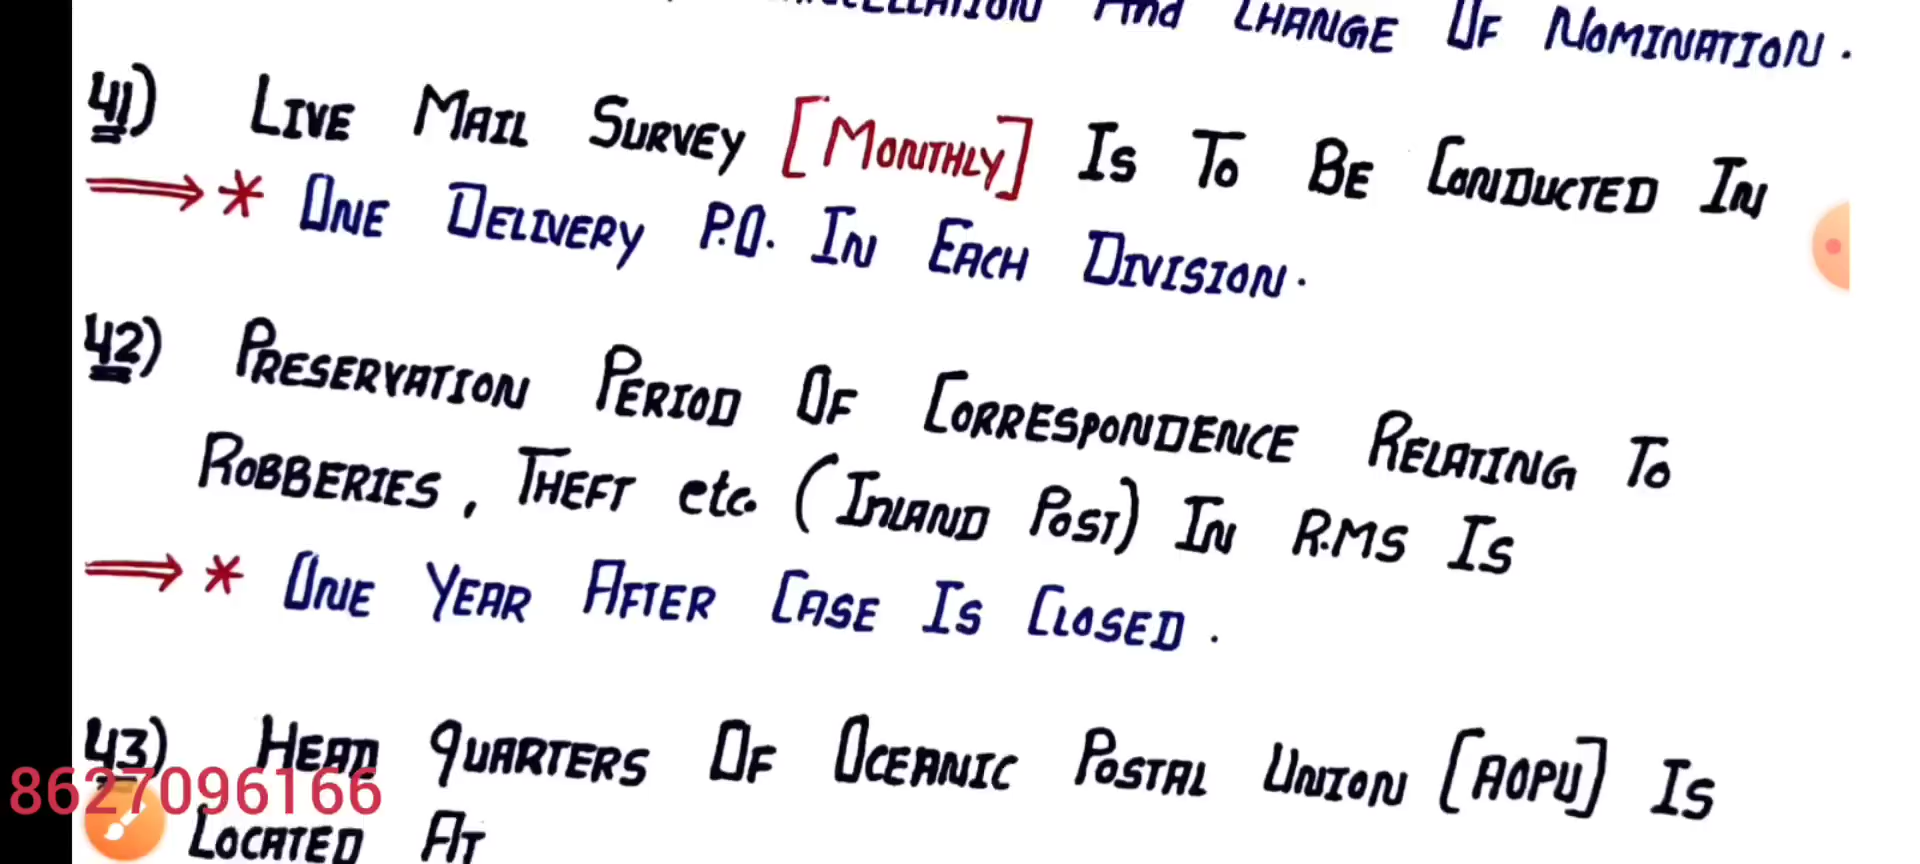 And Change Of Nomination.
41) Live Mail Survey [Monthly] Is To Be Conducted In
* One Delivery P.O. In Each Division.
42) Preservation Period Of Correspondence Relating To
Robberies, Theft etc. (Inland Post) In R.M.S Is
* One Year After Case Is Closed.
43) Head Quarters Of Oceanic Postal Union [AOPU] Is
8627096166
Located At